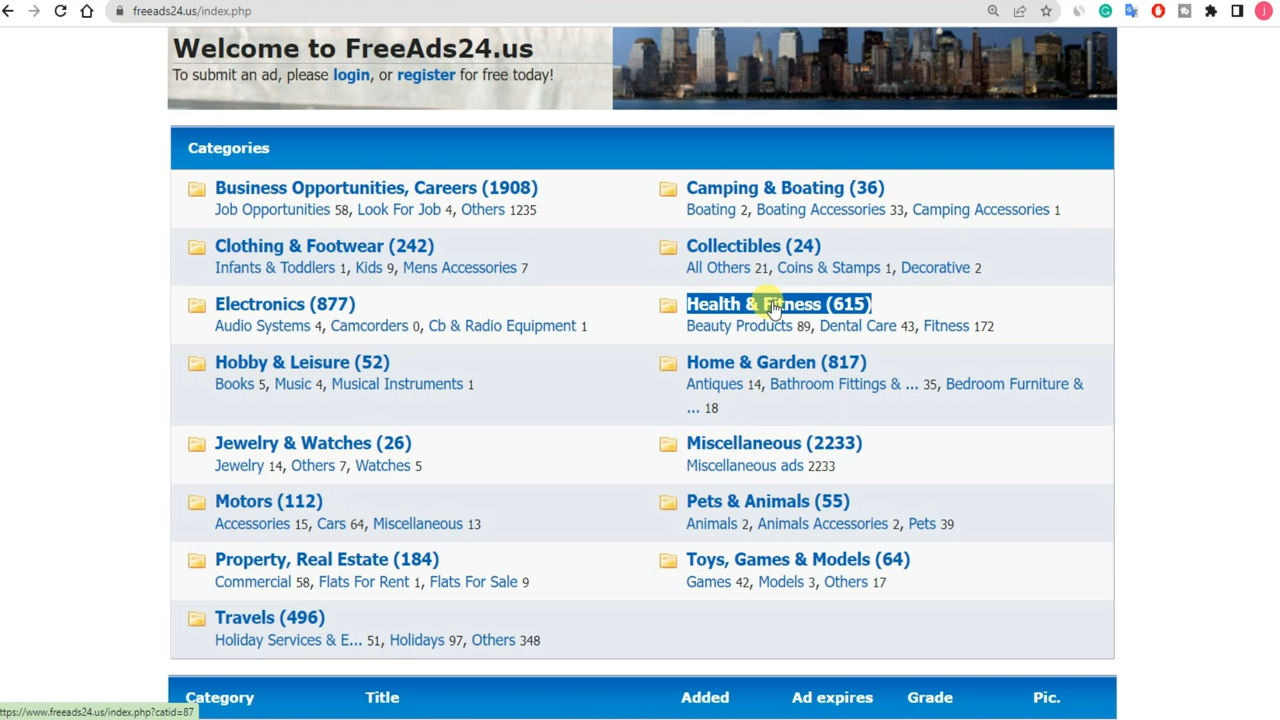 freeads24.us/index.php
Welcome to FreeAds24.us
To submit an ad, please login, or register for free today!
Categories
Business Opportunities, Careers (1908)
Job Opportunities 58, Look For Job 4, Others 1235
Camping & Boating (36)
Boating 2, Boating Accessories 33, Camping Accessories 1
Clothing & Footwear (242)
Infants & Toddlers 1, Kids 9, Mens Accessories 7
Collectibles (24)
All Others 21, Coins & Stamps 1, Decorative 2
Electronics (877)
Audio Systems 4, Camcorders 0, Cb & Radio Equipment 1
Health & Fitness (615)
Beauty Products 89, Dental Care 43, Fitness 172
Hobby & Leisure (52)
Books 5, Music 4, Musical Instruments 1
Home & Garden (817)
Antiques 14, Bathroom Fittings & ... 35, Bedroom Furniture &
... 18
Jewelry & Watches (26)
Jewelry 14, Others 7, Watches 5
Miscellaneous (2233)
Miscellaneous ads 2233
Motors (112)
Accessories 15, Cars 64, Miscellaneous 13
Pets & Animals (55)
Animals 2, Animals Accessories 2, Pets 39
Property, Real Estate (184)
Commercial 58, Flats For Rent 1, Flats For Sale 9
Toys, Games & Models (64)
Games 42, Models 3, Others 17
Travels (496)
Holiday Services & E... 51, Holidays 97, Others 348
Category Title Added Ad expires Grade Pic.
https://www.freeads24.us/index.php?catid=87